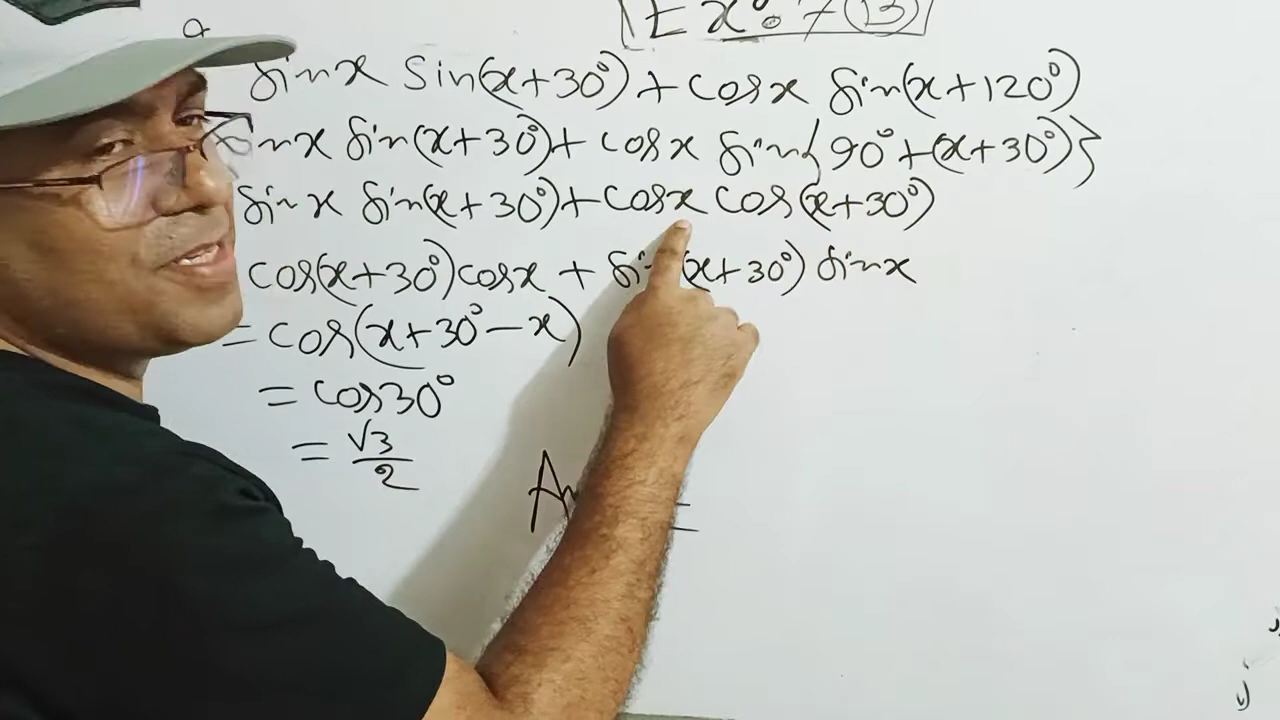 Ex: 7 (13)
Q
sinx sin(x+30°)+cosx sin(x+120°)
sinx sin(x+30°)+cosx sin{90°+(x+30°)}
sinx sin(x+30°)+cosx cos(x+30°)
cos(x+30°)cosx + sin(x+30°) sinx
=cos(x+30°-x)
= cos30°
= √3/2